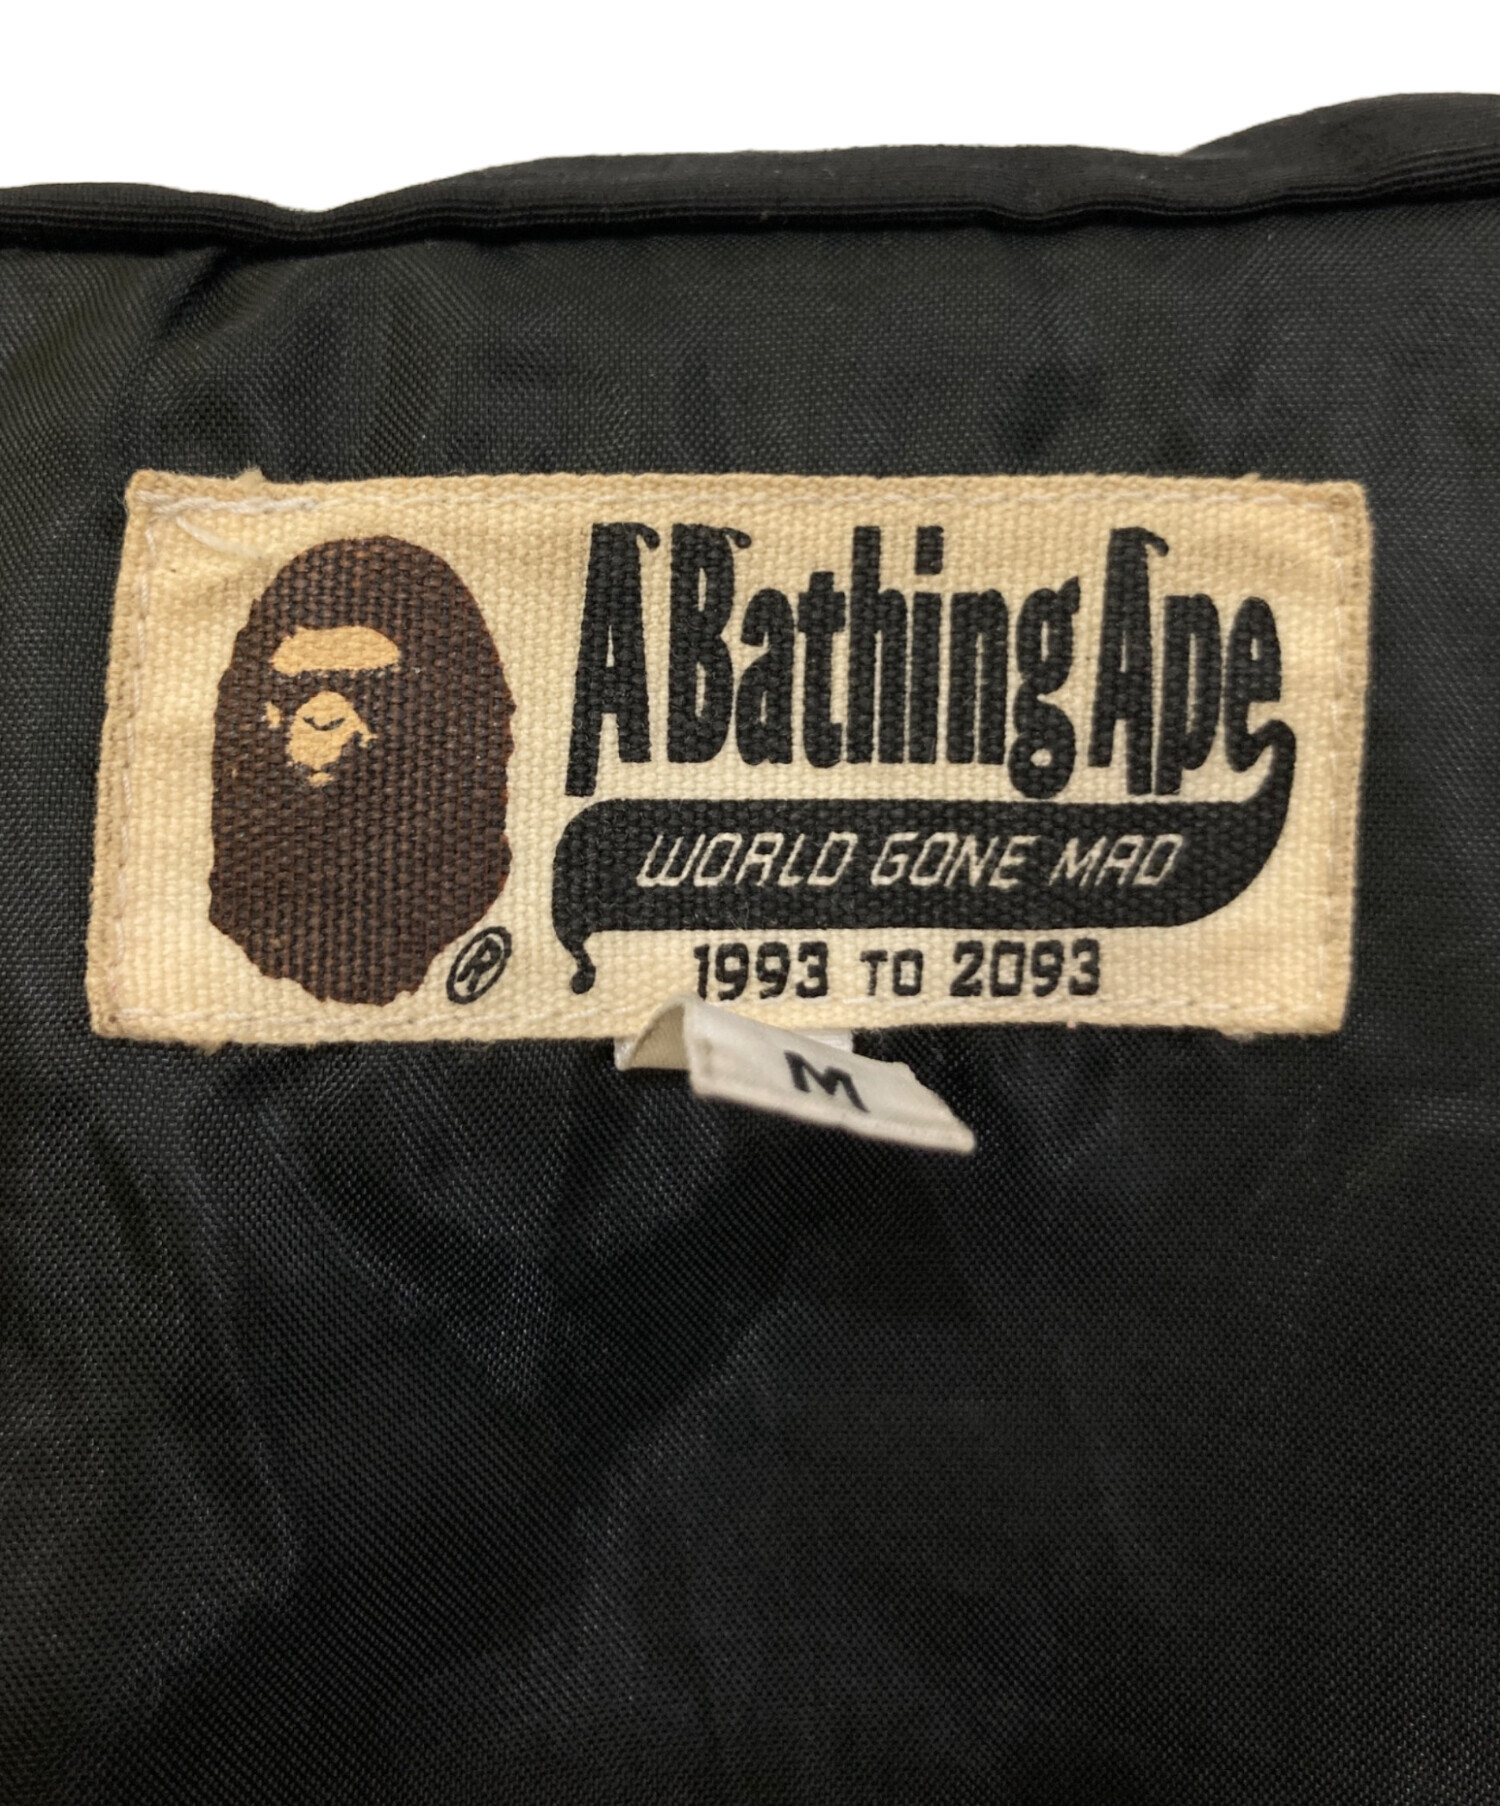 A Bathing Ape
WORLD GONE MAD
®
1993 TO 2093
M